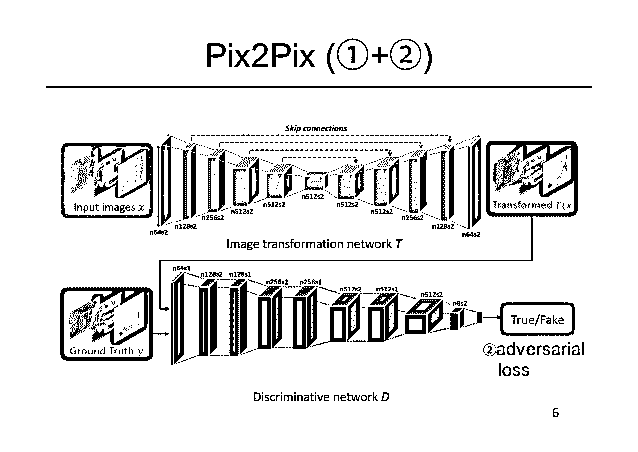 Pix2Pix (①+②)
Skip connections
Input images x
n64s2
n128s2
n256s2
n512s2
n512s2
n512s2
n512s2
n512s2
n256s2
n128s2
n64s2
Transformed T(x
Image transformation network T
n128s2
n128s1
n256s2
n256s1
n512s2
n512s1
n512s2
n8s2
Ground Truth y
True/Fake
②adversarial
loss
Discriminative network D
6